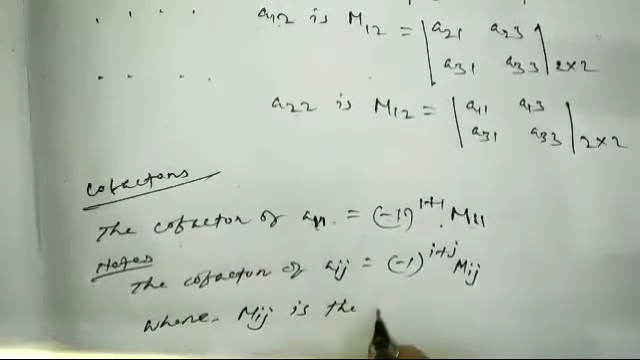 " " " " a12 is M12 = | a21 a23 |
| a31 a33 | 2×2
" " " " a22 is M12 = | a11 a13 |
| a31 a33 | 2×2
Cofactors
The cofactor of a11 = (-1)^1+1 . M11
Notes
The cofactor of aij = (-1)^i+j Mij
where, Mij is the